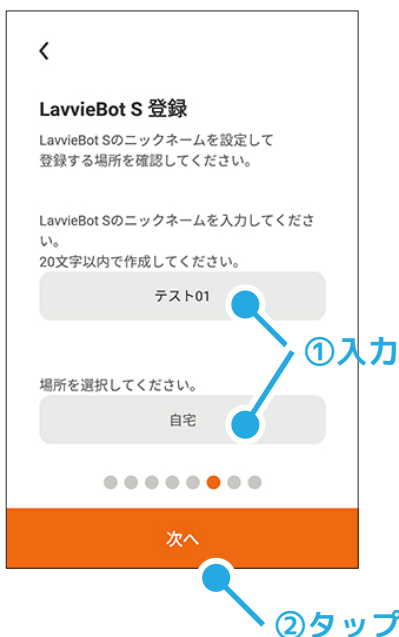 LavvieBot S 登録
LavvieBot Sのニックネームを設定して
登録する場所を確認してください。
LavvieBot Sのニックネームを入力してくださ
い。
20文字以内で作成してください。
テスト01
①入力
場所を選択してください。
自宅
次へ
②タップ